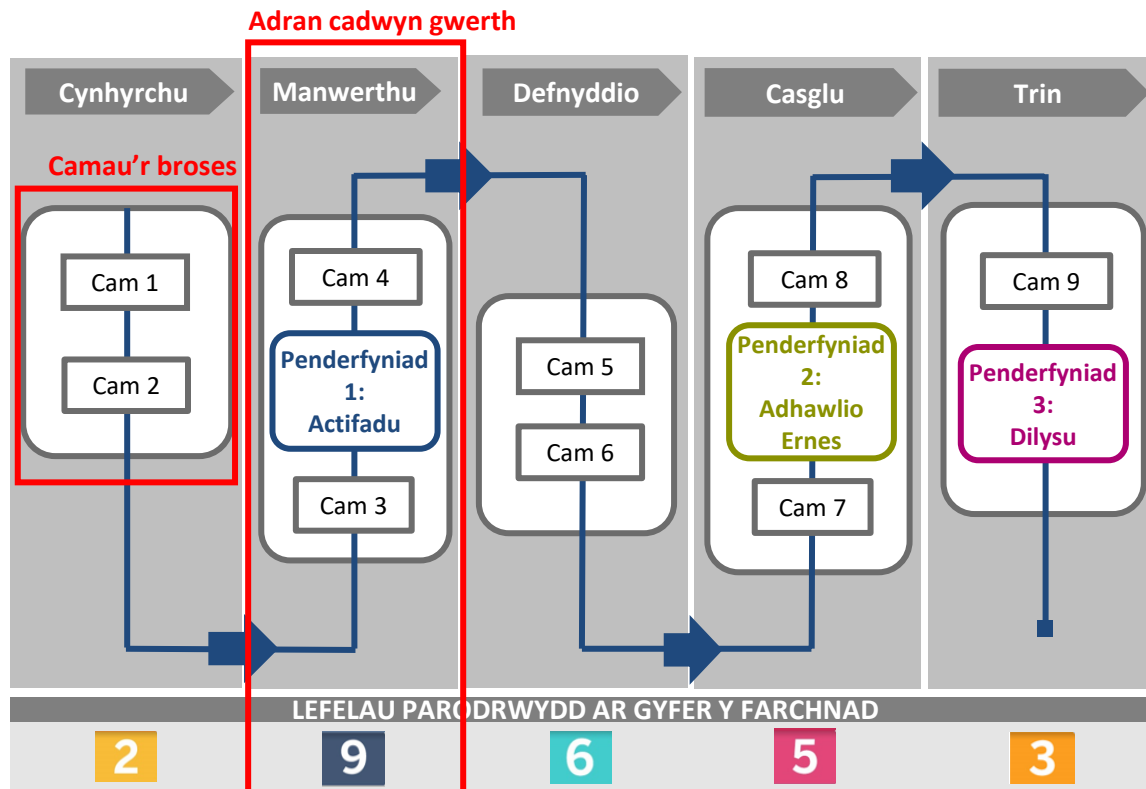 Adran cadwyn gwerth
Cynhyrchu
Manwerthu
Defnyddio
Casglu
Trin
Camau'r broses
Cam 1
Cam 2
Cam 4
Penderfyniad
1:
Actifadu
Cam 3
Cam 5
Cam 6
Cam 8
Penderfyniad
2:
Adhawlio
Ernes
Cam 7
Cam 9
Penderfyniad
3:
Dilysu
LEFELAU PARODRWYDD AR GYFER Y FARCHNAD
2
9
6
5
3